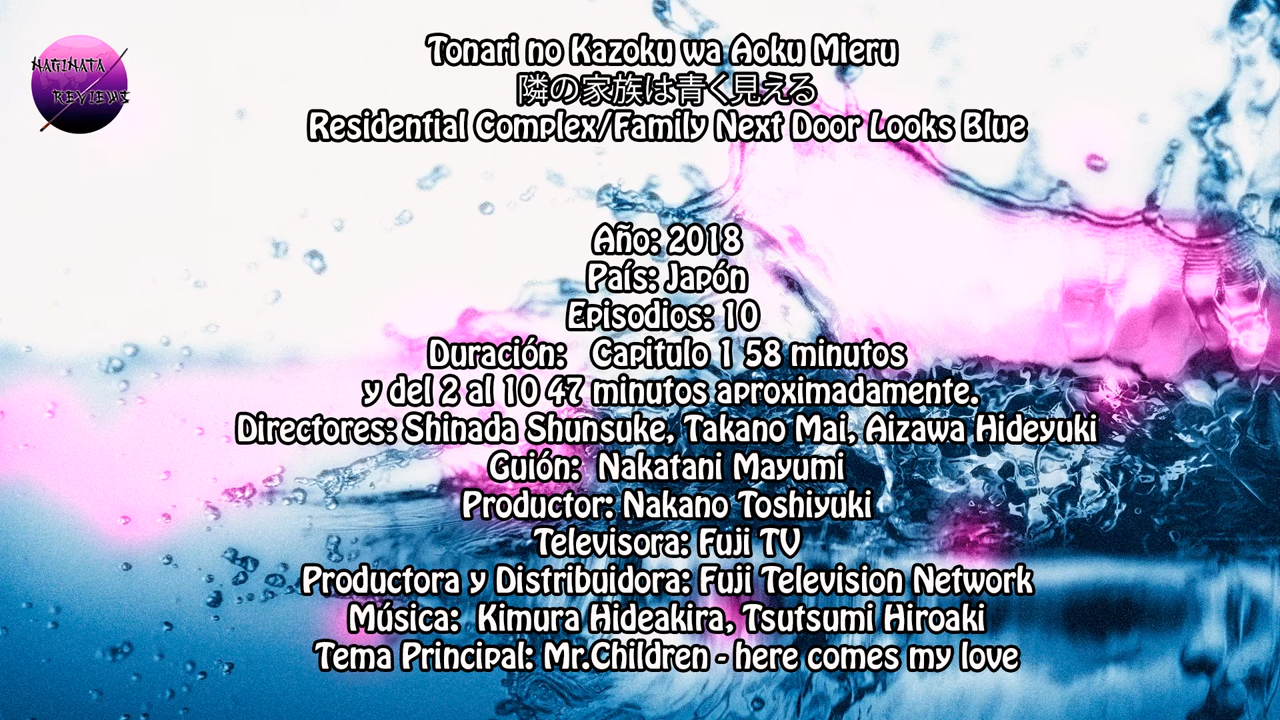 NAGINATA
REVIEWS
Tonari no Kazoku wa Aoku Mieru
隣の家族は青く見える
Residential Complex/Family Next Door Looks Blue
Año: 2018
País: Japón
Episodios: 10
Duración: Capitulo 1 58 minutos
y del 2 al 10 47 minutos aproximadamente.
Directores: Shinada Shunsuke, Takano Mai, Aizawa Hideyuki
Guión: Nakatani Mayumi
Productor: Nakano Toshiyuki
Televisora: Fuji TV
Productora y Distribuidora: Fuji Television Network
Música: Kimura Hideakira, Tsutsumi Hiroaki
Tema Principal: Mr.Children - here comes my love